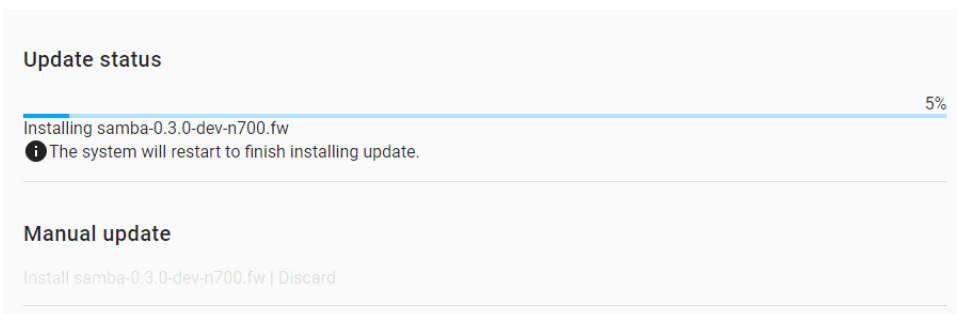 Update status
5%
Installing samba-0.3.0-dev-n700.fw
The system will restart to finish installing update.
Manual update
Install samba-0.3.0-dev-n700.fw | Discard